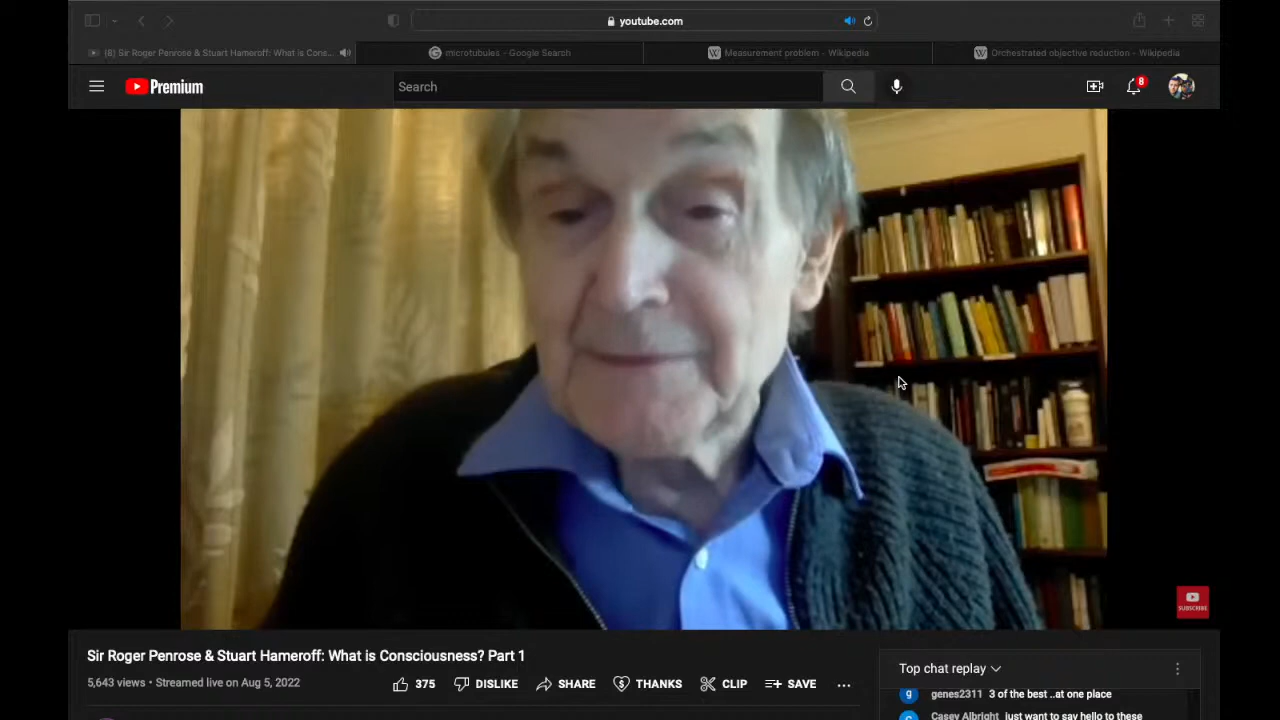 youtube.com
(8) Sir Roger Penrose & Stuart Hameroff: What is Cons...
microtubules - Google Search
Measurement problem - Wikipedia
Orchestrated objective reduction - Wikipedia
Premium
Search
8
SUBSCRIBE
Sir Roger Penrose & Stuart Hameroff: What is Consciousness? Part 1
5,643 views • Streamed live on Aug 5, 2022
375
DISLIKE
SHARE
THANKS
CLIP
SAVE
Top chat replay
g genes2311 3 of the best ..at one place
Casey Albright just want to say hello to these